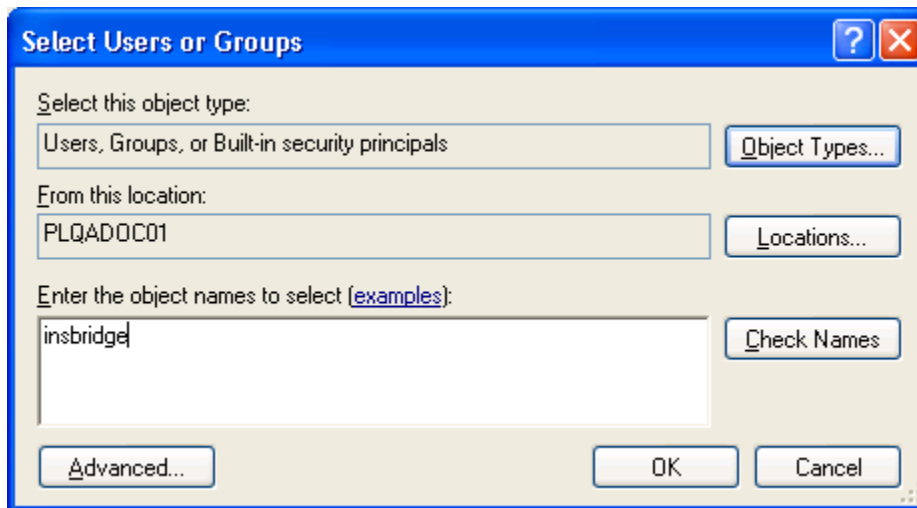 Select Users or Groups
Select this object type:
Users, Groups, or Built-in security principals
Object Types...
From this location:
PLQADOC01
Locations...
Enter the object names to select (examples):
insbridge
Check Names
Advanced...
OK
Cancel